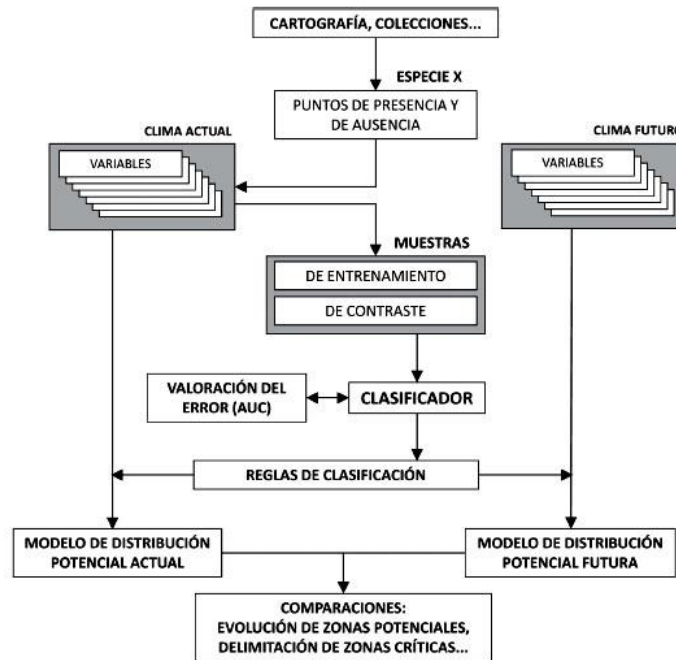 CARTOGRAFÍA, COLECCIONES...
ESPECIE X
PUNTOS DE PRESENCIA Y
DE AUSENCIA
CLIMA ACTUAL
VARIABLES
CLIMA FUTURO
VARIABLES
MUESTRAS
DE ENTRENAMIENTO
DE CONTRASTE
VALORACIÓN DEL
ERROR (AUC)
CLASIFICADOR
REGLAS DE CLASIFICACIÓN
MODELO DE DISTRIBUCIÓN
POTENCIAL ACTUAL
MODELO DE DISTRIBUCIÓN
POTENCIAL FUTURA
COMPARACIONES:
EVOLUCIÓN DE ZONAS POTENCIALES,
DELIMITACIÓN DE ZONAS CRÍTICAS...